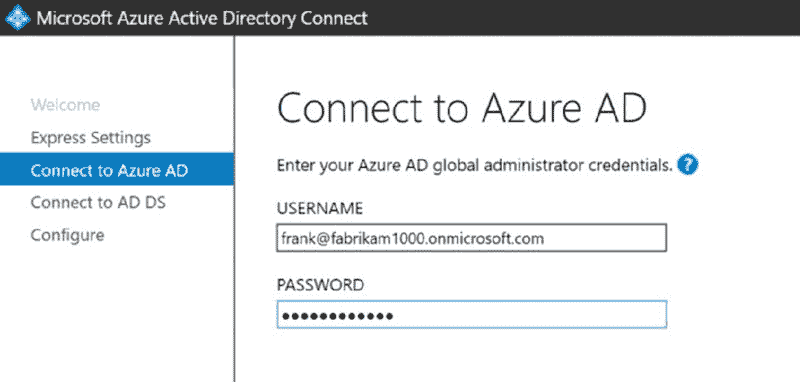 Microsoft Azure Active Directory Connect
Welcome
Express Settings
Connect to Azure AD
Connect to AD DS
Configure
Connect to Azure AD
Enter your Azure AD global administrator credentials. ?
USERNAME
frank@fabrikam1000.onmicrosoft.com
PASSWORD
••••••••••••